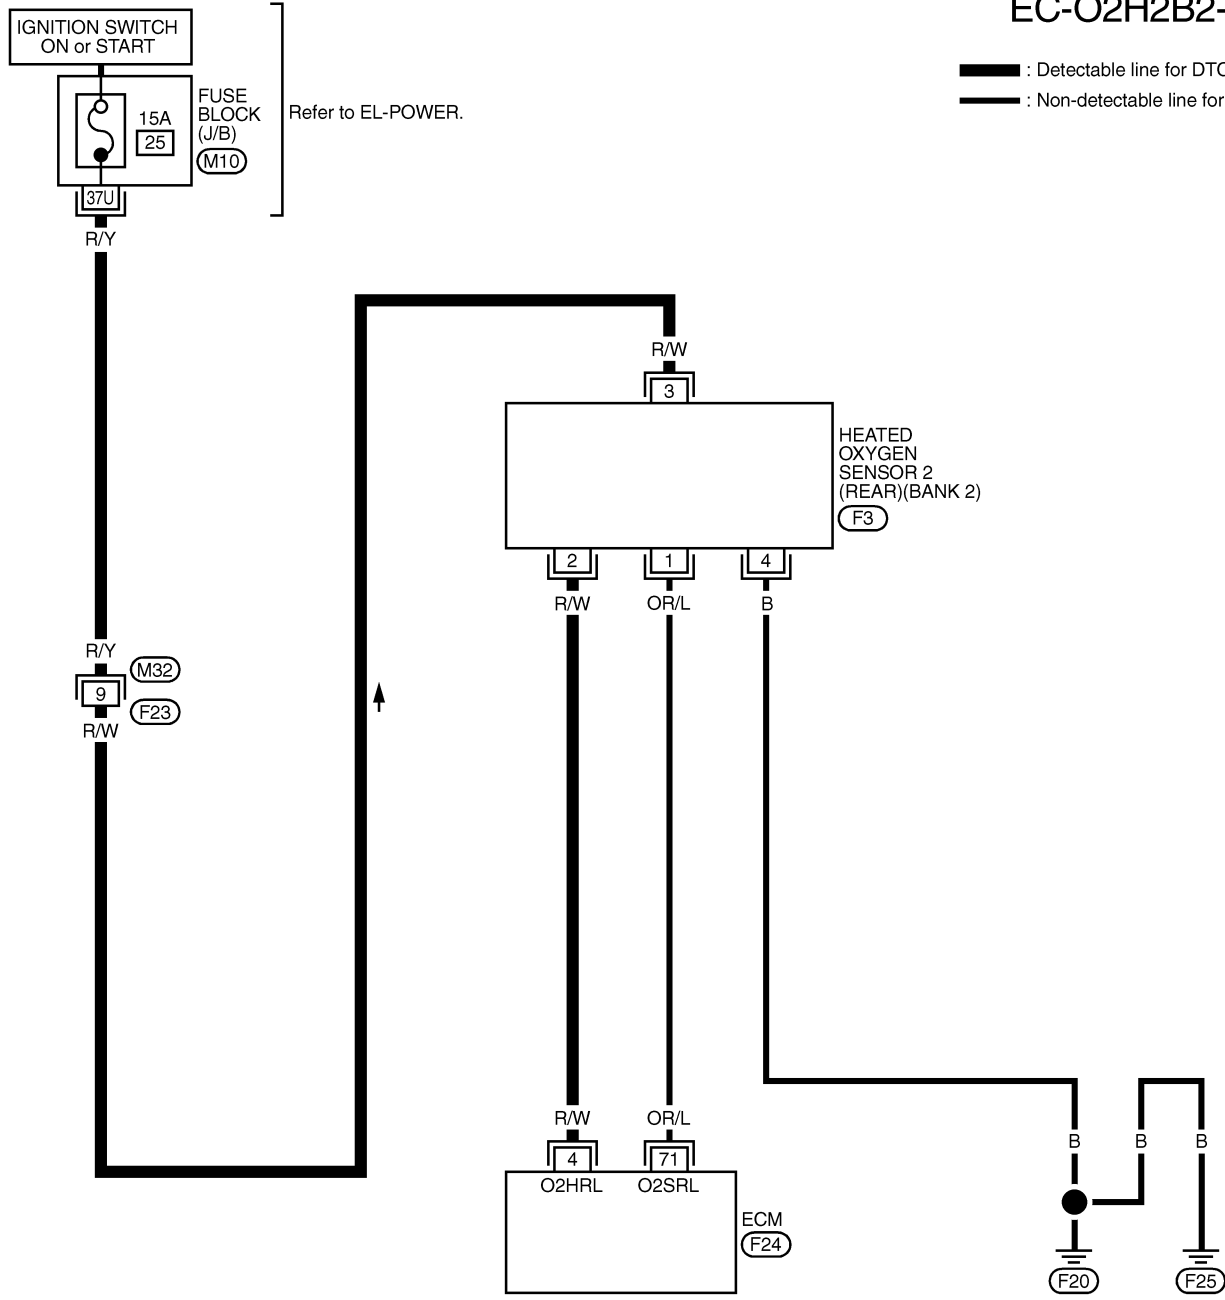 EC-O2H2B2-
: Detectable line for DTC
: Non-detectable line for
IGNITION SWITCH
ON or START
FUSE
BLOCK
(J/B)
M10
15A
25
Refer to EL-POWER.
37U
R/Y
R/W
3
HEATED
OXYGEN
SENSOR 2
(REAR)(BANK 2)
F3
2
1
4
R/W
OR/L
B
R/Y
M32
9
F23
R/W
R/W
OR/L
B
B
B
4
71
O2HRL
O2SRL
ECM
F24
F20
F25